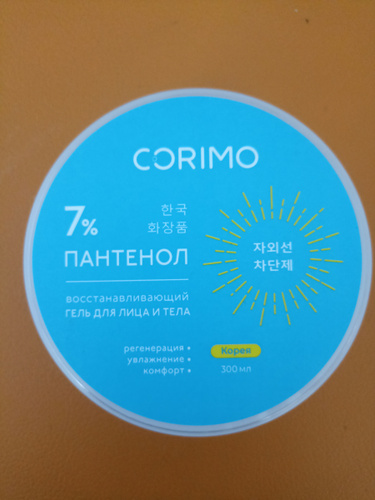 CORIMO
7%
한국
화장품
ПАНТЕНОЛ
자외선
차단제
восстанавливающий
ГЕЛЬ ДЛЯ ЛИЦА И ТЕЛА
регенерация •
увлажнение •
комфорт •
Корея
300 мл